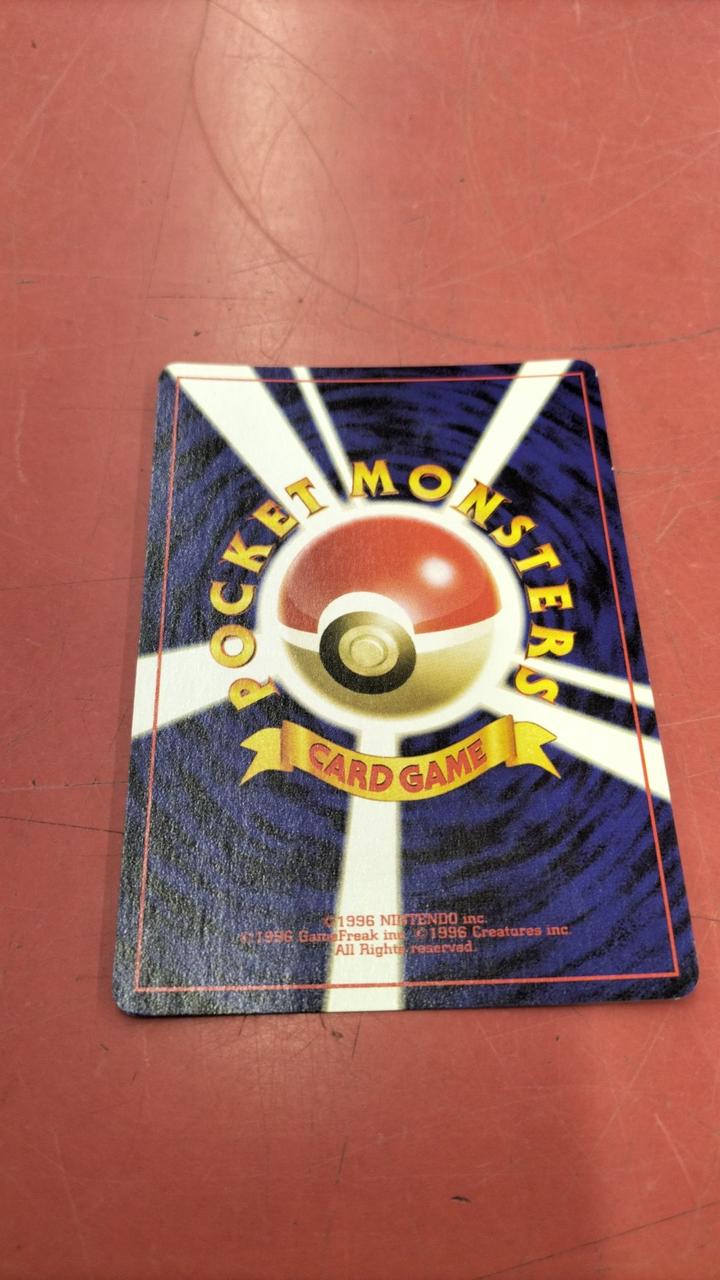 POCKET MONSTERS
CARD GAME
©1996 NINTENDO inc.
©1996 GameFreak inc. ©1996 Creatures inc.
All Rights reserved.